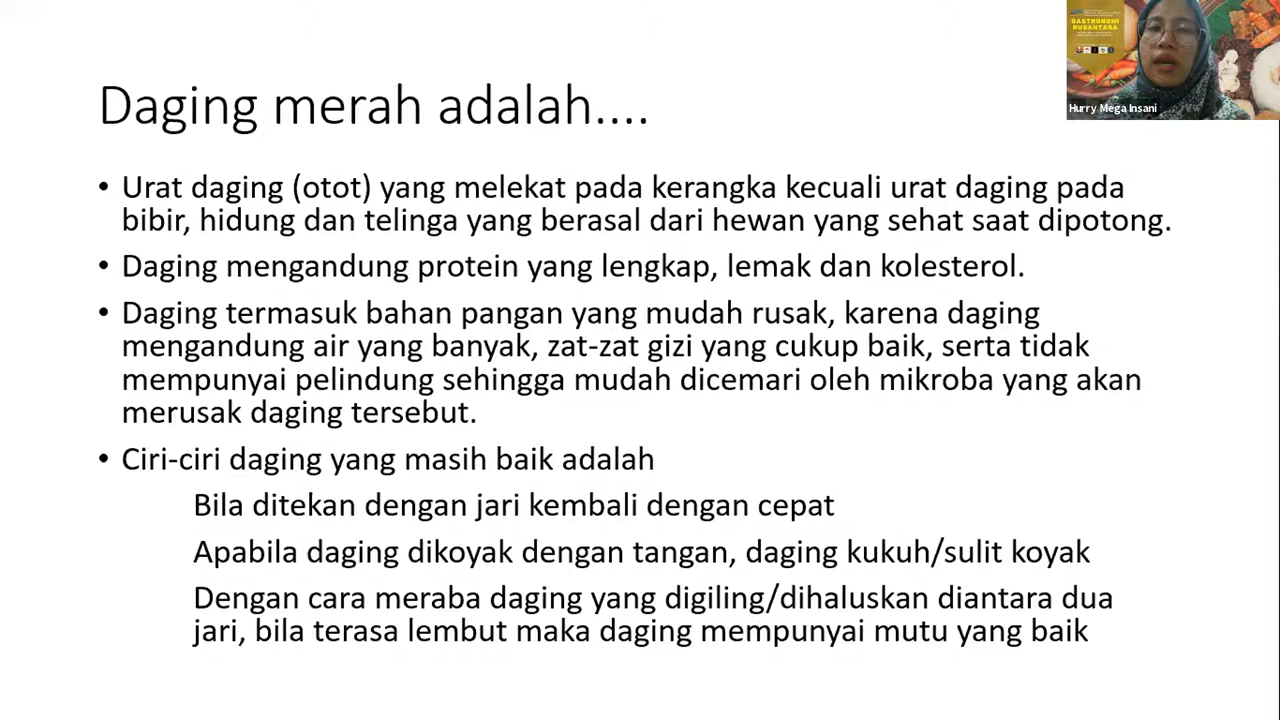 GASTRONOMI
NUSANTARA
Hurry Mega Insani
Daging merah adalah....
• Urat daging (otot) yang melekat pada kerangka kecuali urat daging pada
bibir, hidung dan telinga yang berasal dari hewan yang sehat saat dipotong.
• Daging mengandung protein yang lengkap, lemak dan kolesterol.
• Daging termasuk bahan pangan yang mudah rusak, karena daging
mengandung air yang banyak, zat-zat gizi yang cukup baik, serta tidak
mempunyai pelindung sehingga mudah dicemari oleh mikroba yang akan
merusak daging tersebut.
• Ciri-ciri daging yang masih baik adalah
Bila ditekan dengan jari kembali dengan cepat
Apabila daging dikoyak dengan tangan, daging kukuh/sulit koyak
Dengan cara meraba daging yang digiling/dihaluskan diantara dua
jari, bila terasa lembut maka daging mempunyai mutu yang baik